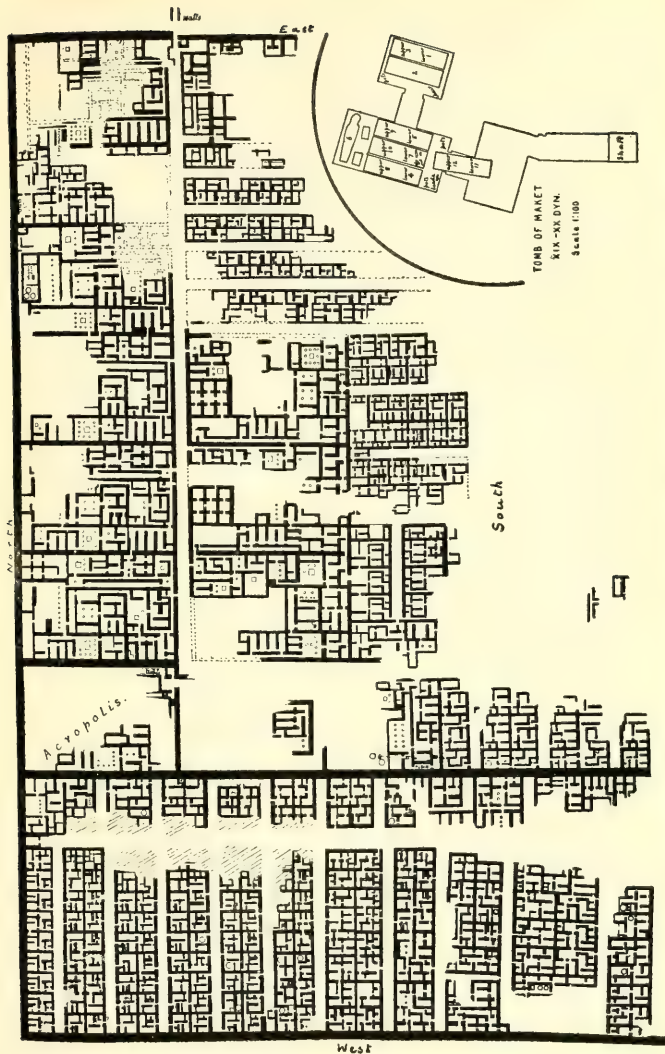 walls
East
TOMB OF MAKET
XIX-XX DYN.
Scale 1:100
Shaft
North
South
Acropolis.
West